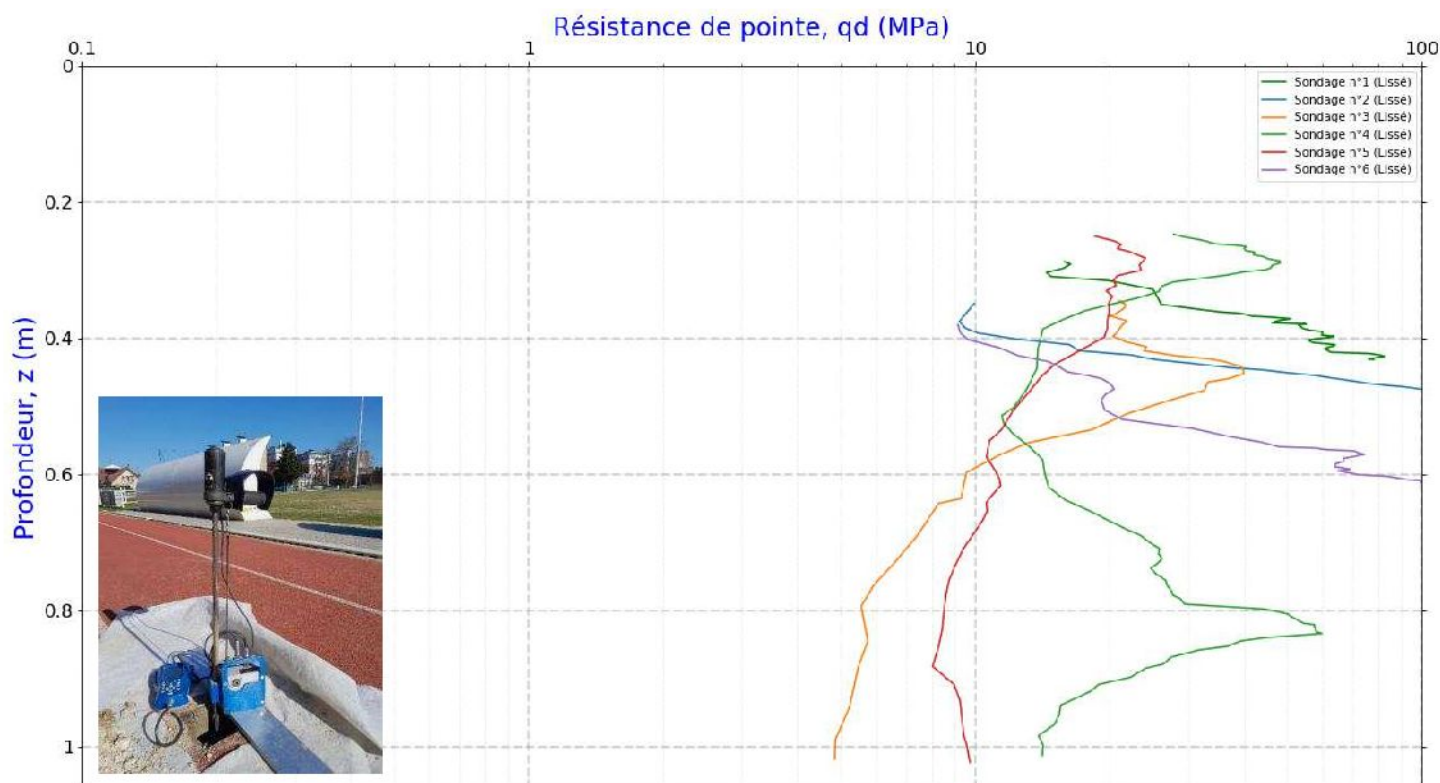 Résistance de pointe, qd (MPa)
0.1 1 10 100
0
Sondage n°1 (Lissé)
Sondage n°2 (Lissé)
Sondage n°3 (Lissé)
Sondage n°4 (Lissé)
Sondage n°5 (Lissé)
Sondage n°6 (Lissé)
0.2
0.4
Profondeur, z (m)
0.6
0.8
1